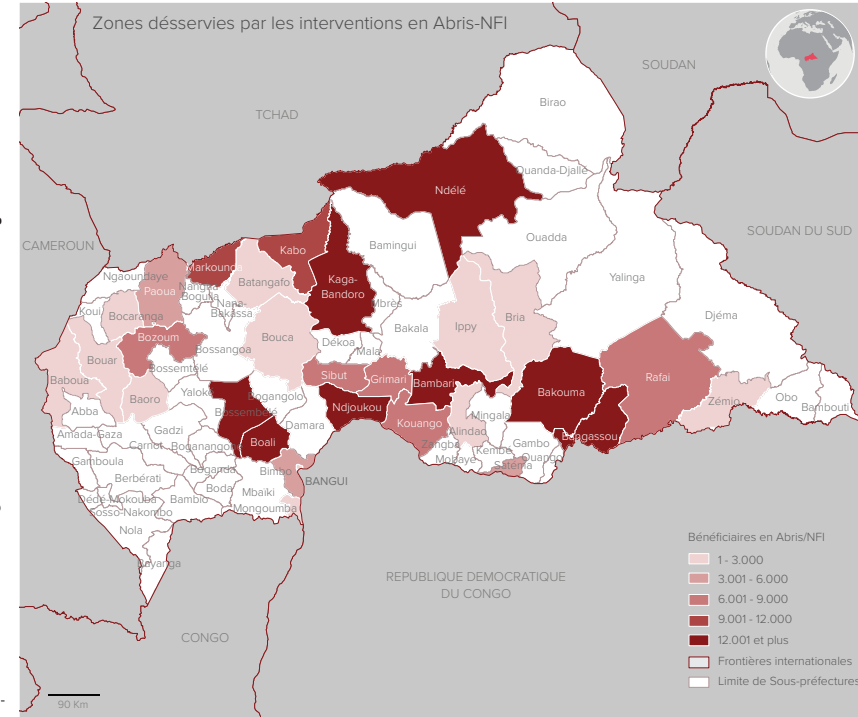 Zones désservies par les interventions en Abris-NFI
SOUDAN
TCHAD
Birao
Ouanda-Djallé
Ndélé
CAMEROUN
SOUDAN DU SUD
Ouadda
Bamingui
Kabo
Markounda
Ngaoundaye
Batangafo
Yalinga
Paoua
Nangha
Boguila
Kaga-
Bandoro
Nana-
Bakassa
Mbrès
Koui
Bocaranga
Djéma
Ippy
Bria
Bakala
Bozoum
Bouca
Dékoa
Mala
Bossangoa
Bouar
Bossemtélé
Baboua
Sibut
Grimari
Bambari
Rafai
Bakouma
Yaloké
Bogangolo
Baoro
Ndjoukou
Zémio
Obo
Bambouti
Abba
Bossembélé
Damara
Kouango
Mingala
Alindao
Amada-Gaza
Gadzi
Boali
Bangassou
Carnot
Boganangone
Zangba
Kembé
Gambo
Mobaye
Ouango
Satéma
Gamboula
Boganda
Bimbo
BANGUI
Berbérati
Boda
Mbaïki
Dédé-Mokouba
Bambio
Mongoumba
Sosso-Nakombo
Nola
Bayanga
REPUBLIQUE DEMOCRATIQUE
DU CONGO
CONGO
Bénéficiaires en Abris/NFI
1 - 3.000
3.001 - 6.000
6.001 - 9.000
9.001 - 12.000
12.001 et plus
Frontières internationales
Limite de Sous-préfectures
90 Km